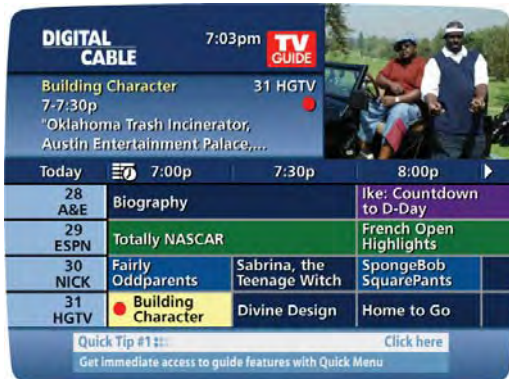 DIGITAL
CABLE
7:03pm
TV
GUIDE
Building Character 31 HGTV
7-7:30p
"Oklahoma Trash Incinerator,
Austin Entertainment Palace,...
Today 7:00p 7:30p 8:00p
28
A&E
Biography
Ike: Countdown
to D-Day
29
ESPN
Totally NASCAR
French Open
Highlights
30
NICK
Fairly
Oddparents
Sabrina, the
Teenage Witch
SpongeBob
SquarePants
31
HGTV
Building
Character
Divine Design
Home to Go
Quick Tip #1 Click here
Get immediate access to guide features with Quick Menu